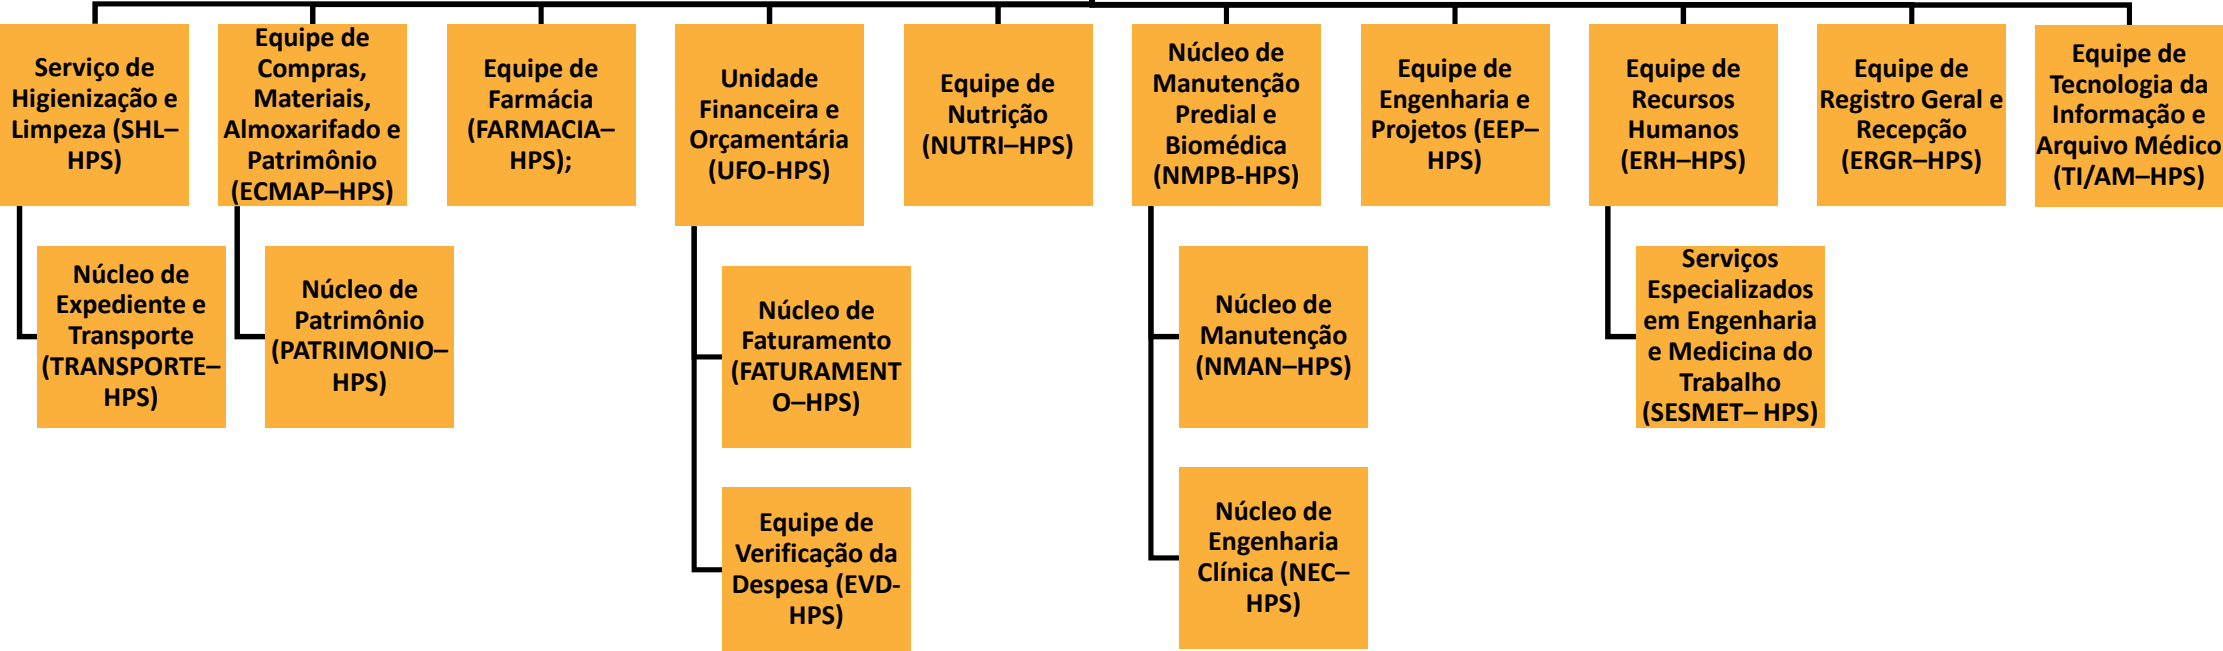 Serviço de
Higienização e
Limpeza (SHL–
HPS)
Equipe de
Compras,
Materiais,
Almoxarifado e
Patrimônio
(ECMAP–HPS)
Equipe de
Farmácia
(FARMACIA–
HPS);
Unidade
Financeira e
Orçamentária
(UFO-HPS)
Equipe de
Nutrição
(NUTRI–HPS)
Núcleo de
Manutenção
Predial e
Biomédica
(NMPB-HPS)
Equipe de
Engenharia e
Projetos (EEP–
HPS)
Equipe de
Recursos
Humanos
(ERH–HPS)
Equipe de
Registro Geral e
Recepção
(ERGR–HPS)
Equipe de
Tecnologia da
Informação e
Arquivo Médico
(TI/AM–HPS)
Núcleo de
Expediente e
Transporte
(TRANSPORTE–
HPS)
Núcleo de
Patrimônio
(PATRIMONIO–
HPS)
Núcleo de
Faturamento
(FATURAMENT
O–HPS)
Núcleo de
Manutenção
(NMAN–HPS)
Serviços
Especializados
em Engenharia
e Medicina do
Trabalho
(SESMET– HPS)
Equipe de
Verificação da
Despesa (EVD-
HPS)
Núcleo de
Engenharia
Clínica (NEC–
HPS)